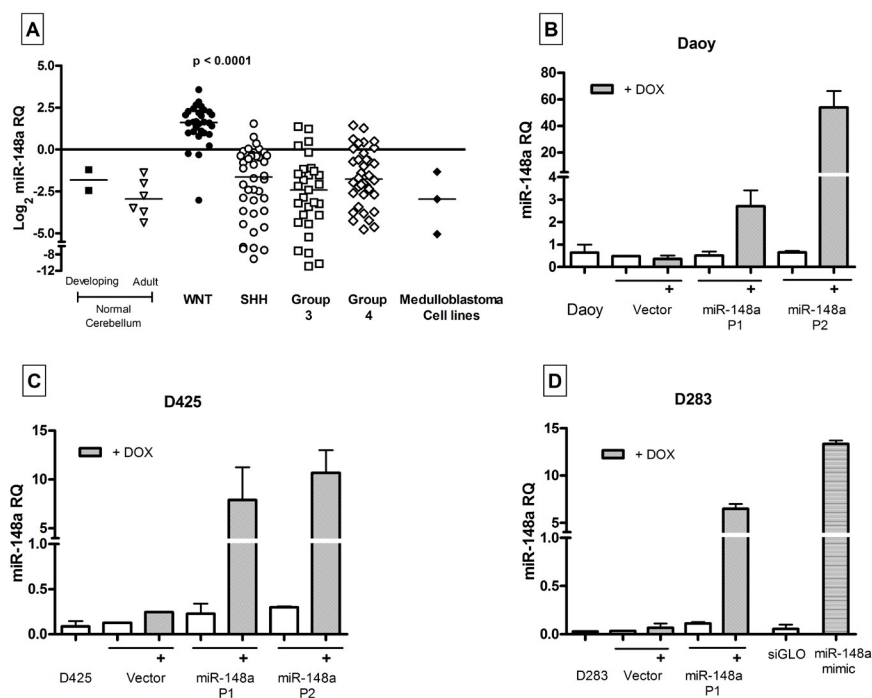 A
p < 0.0001
Log2 miR-148a RQ
5.0
2.5
0.0
-2.5
-5.0
-8
-12
Developing Adult
Normal
Cerebellum
WNT SHH Group Group Medulloblastoma
3 4 Cell lines
B
Daoy
+ DOX
miR-148a RQ
80
60
40
20
4
3
2
1
0
+ + +
Daoy Vector miR-148a miR-148a
P1 P2
C
D425
+ DOX
miR-148a RQ
15
10
5
1.0
0.5
0.0
+ + +
D425 Vector miR-148a miR-148a
P1 P2
D
D283
+ DOX
miR-148a RQ
15
10
5
1.0
0.5
0.0
+ +
siGLO miR-148a
mimic
D283 Vector miR-148a
P1